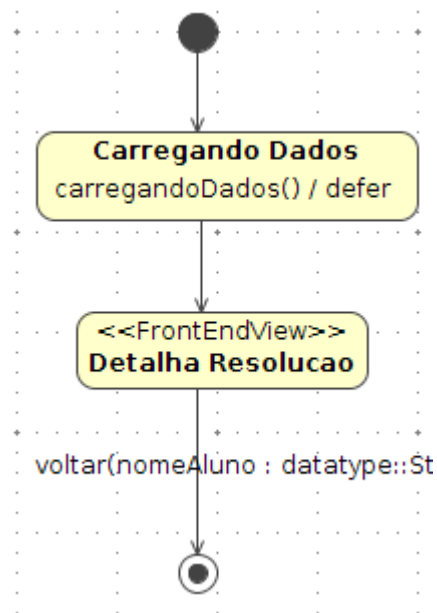 Carregando Dados
carregandoDados() / defer
<<FrontEndView>>
Detalha Resolucao
voltar(nomeAluno : datatype::St